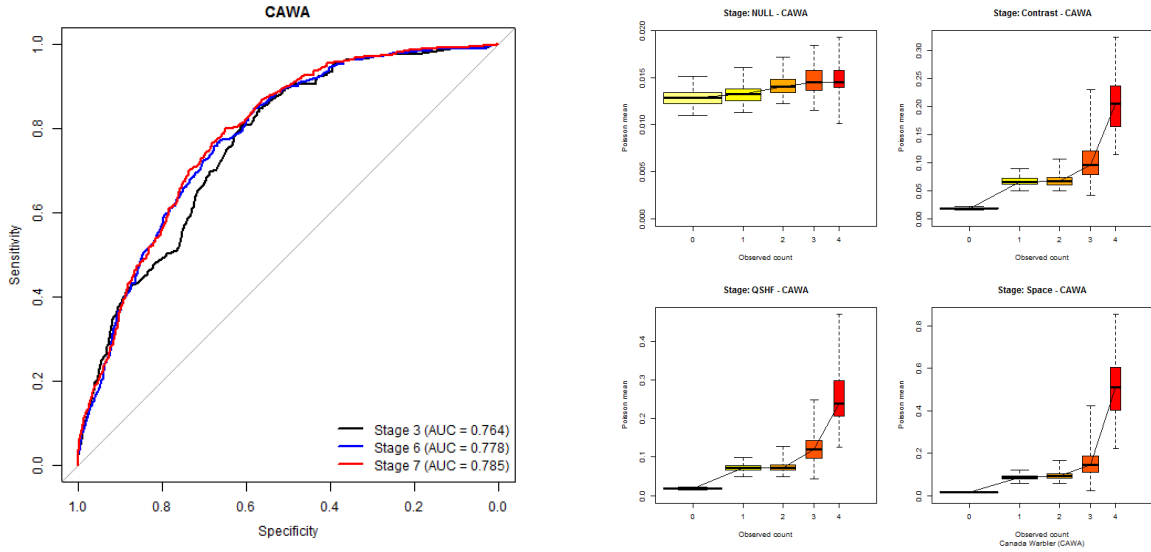 CAWA
Sensitivity
1.0
0.8
0.6
0.4
0.2
0.0
Stage 3 (AUC = 0.764)
Stage 6 (AUC = 0.778)
Stage 7 (AUC = 0.785)
1.0 0.8 0.6 0.4 0.2 0.0
Specificity
Stage: NULL - CAWA
Poisson mean
0.020
0.015
0.010
0.005
0.000
0 1 2 3 4
Observed count
Stage: Contrast - CAWA
Poisson mean
0.30
0.25
0.20
0.15
0.10
0.05
0.00
0 1 2 3 4
Observed count
Stage: QSHF - CAWA
Poisson mean
0.4
0.3
0.2
0.1
0.0
0 1 2 3 4
Observed count
Stage: Space - CAWA
Poisson mean
0.8
0.6
0.4
0.2
0.0
0 1 2 3 4
Observed count
Canada Warbler (CAWA)